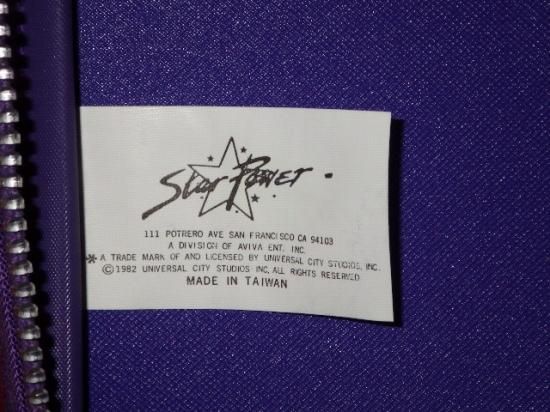 Star Power
111 POTRERO AVE SAN FRANCISCO CA 94103
A DIVISION OF AVIVA ENT. INC.
* A TRADE MARK OF AND LICENSED BY UNIVERSAL CITY STUDIOS, INC.
©1982 UNIVERSAL CITY STUDIOS INC. ALL RIGHTS RESERVED
MADE IN TAIWAN